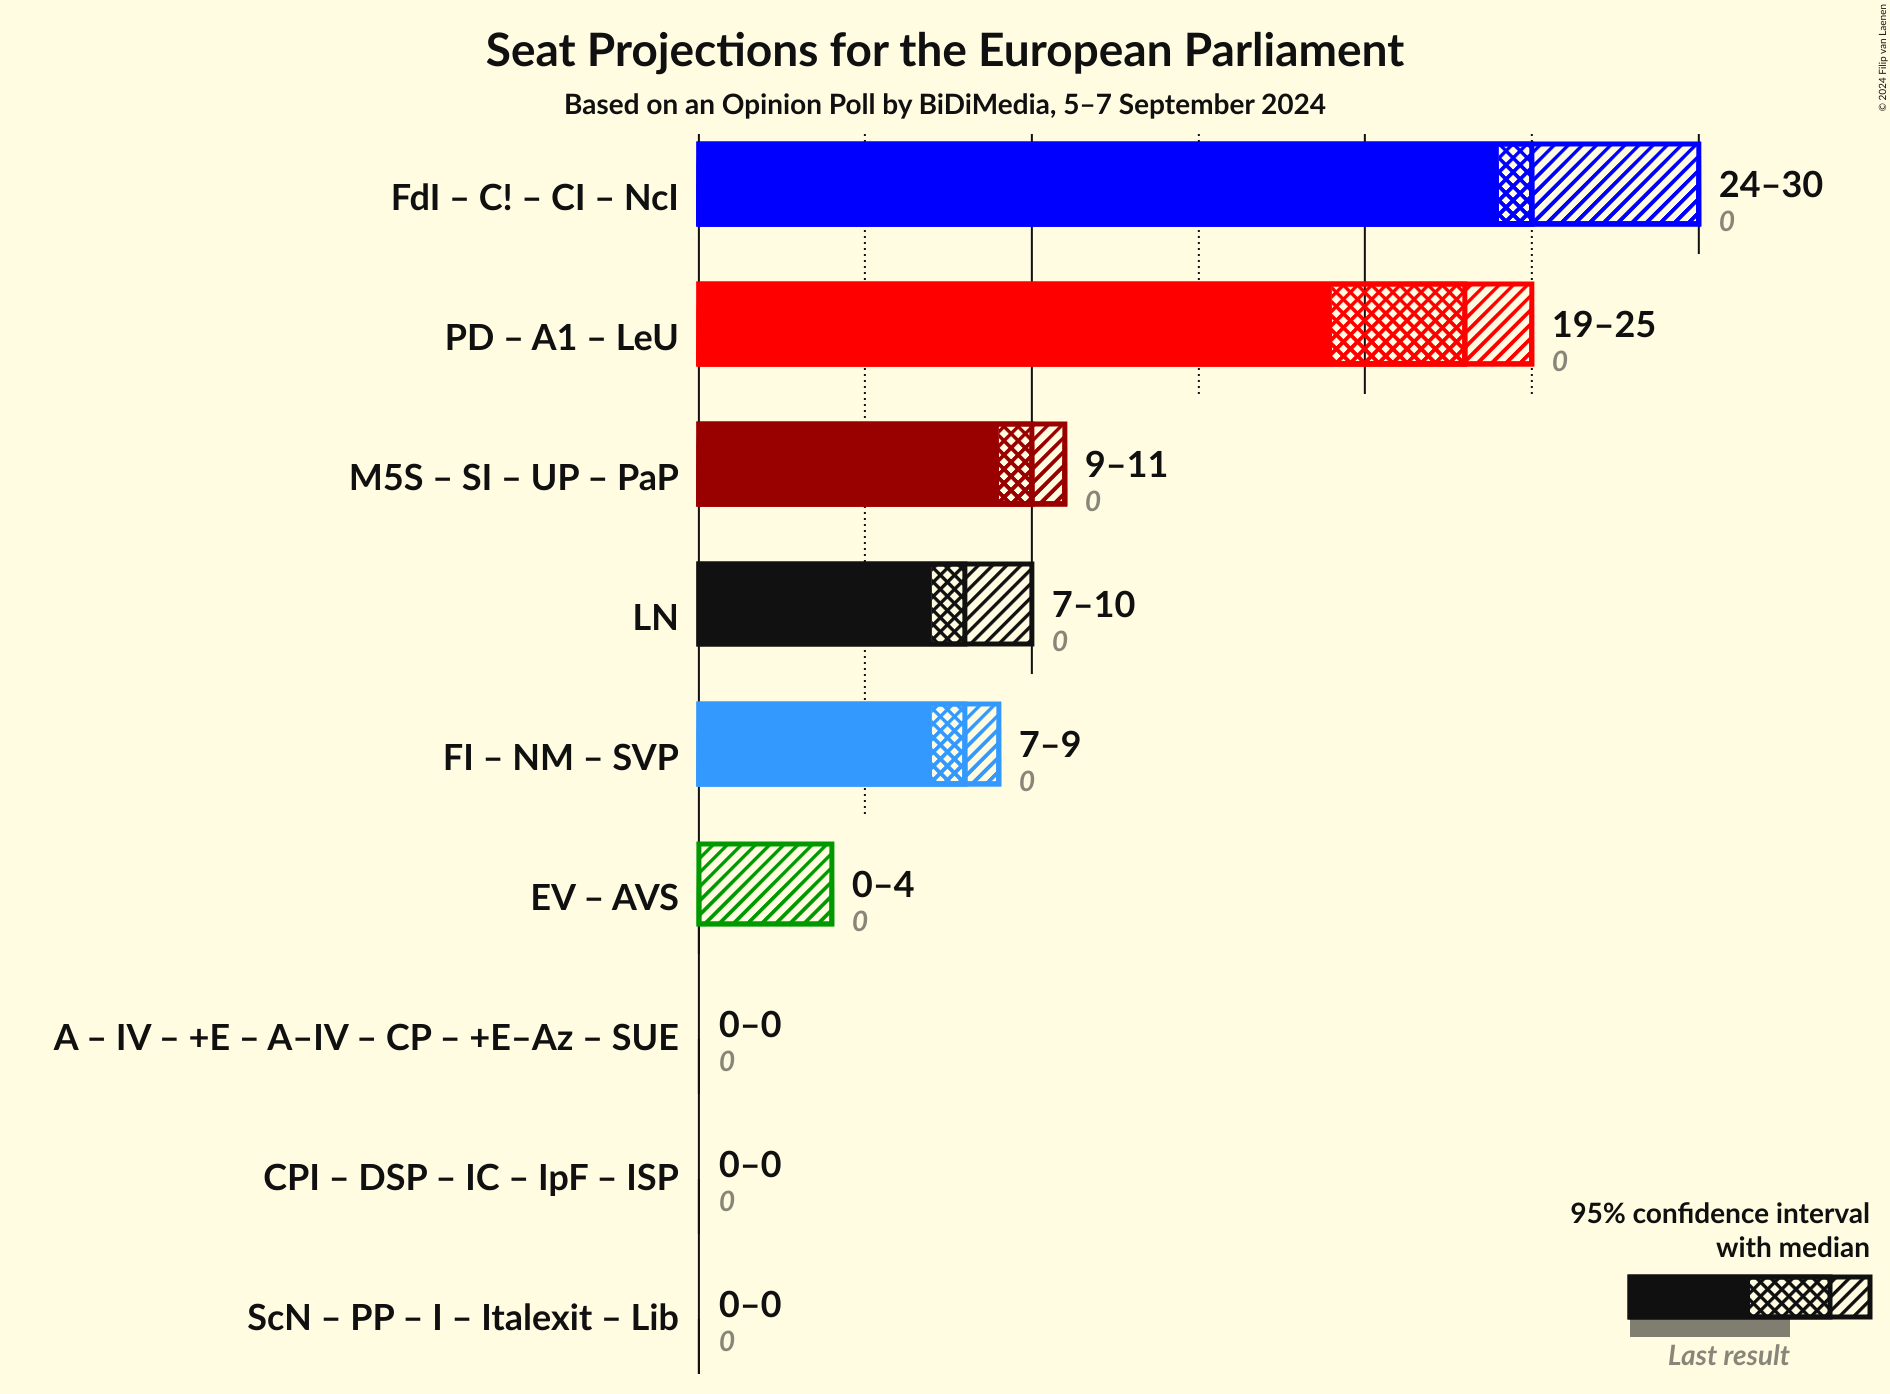 Seat Projections for the European Parliament
Based on an Opinion Poll by BiDiMedia, 5–7 September 2024
© 2024 Filip van Laenen
FdI – C! – CI – NcI
24–30
0
PD – A1 – LeU
19–25
0
M5S – SI – UP – PaP
9–11
0
LN
7–10
0
FI – NM – SVP
7–9
0
EV – AVS
0–4
0
A – IV – +E – A–IV – CP – +E–Az – SUE
0–0
0
CPI – DSP – IC – IpF – ISP
0–0
0
ScN – PP – I – Italexit – Lib
0–0
0
95% confidence interval
with median
Last result